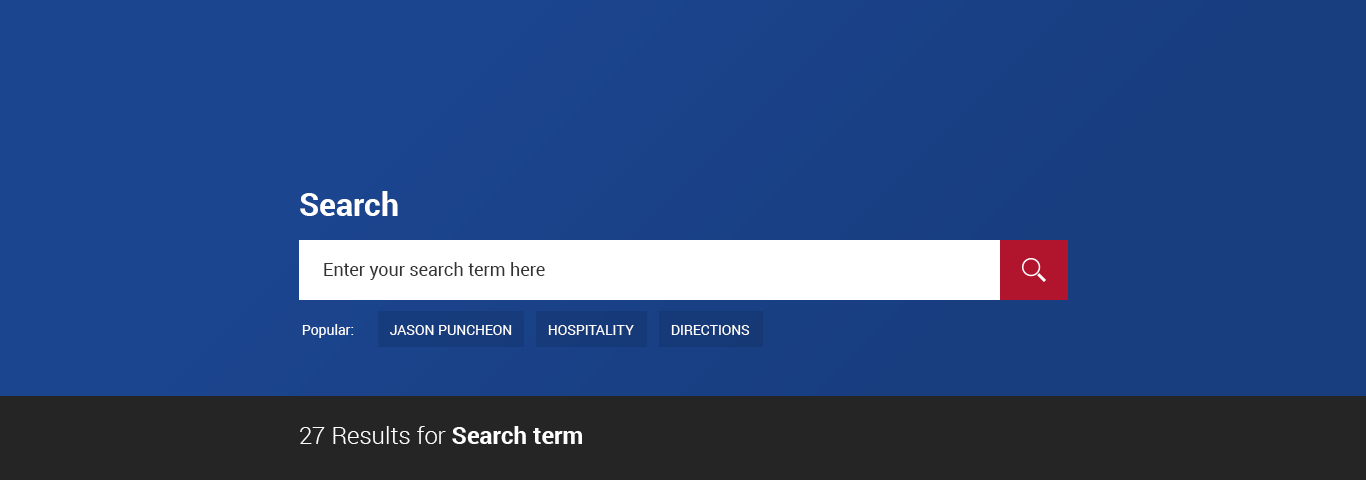 Search
Enter your search term here
Popular: JASON PUNCHEON HOSPITALITY DIRECTIONS
27 Results for Search term